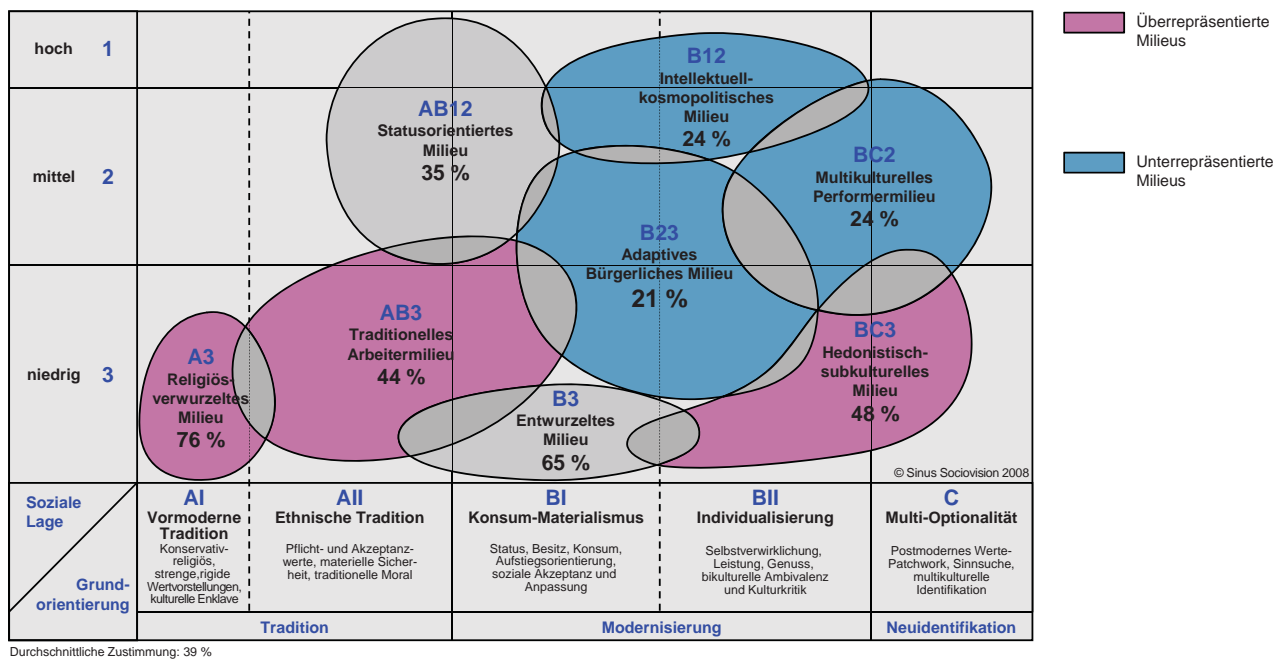 hoch 1
mittel 2
niedrig 3
AB12
Statusorientiertes
Milieu
35 %
B12
Intellektuell-
kosmopolitisches
Milieu
24 %
BC2
Multikulturelles
Performermilieu
24 %
B23
Adaptives
Bürgerliches Milieu
21 %
A3
Religiös-
verwurzeltes
Milieu
76 %
AB3
Traditionelles
Arbeitermilieu
44 %
B3
Entwurzeltes
Milieu
65 %
BC3
Hedonistisch-
subkulturelles
Milieu
48 %
© Sinus Sociovision 2008
Überrepräsentierte
Milieus
Unterrepräsentierte
Milieus
Soziale
Lage
Grund-
orientierung
AI
Vormoderne
Tradition
Konservativ-
religiös,
strenge,rigide
Wertvorstellungen,
kulturelle Enklave
AII
Ethnische Tradition
Pflicht- und Akzeptanz-
werte, materielle Sicher-
heit, traditionelle Moral
BI
Konsum-Materialismus
Status, Besitz, Konsum,
Aufstiegsorientierung,
soziale Akzeptanz und
Anpassung
BII
Individualisierung
Selbstverwirklichung,
Leistung, Genuss,
bikulturelle Ambivalenz
und Kulturkritik
C
Multi-Optionalität
Postmodernes Werte-
Patchwork, Sinnsuche,
multikulturelle
Identifikation
Tradition
Modernisierung
Neuidentifikation
Durchschnittliche Zustimmung: 39 %